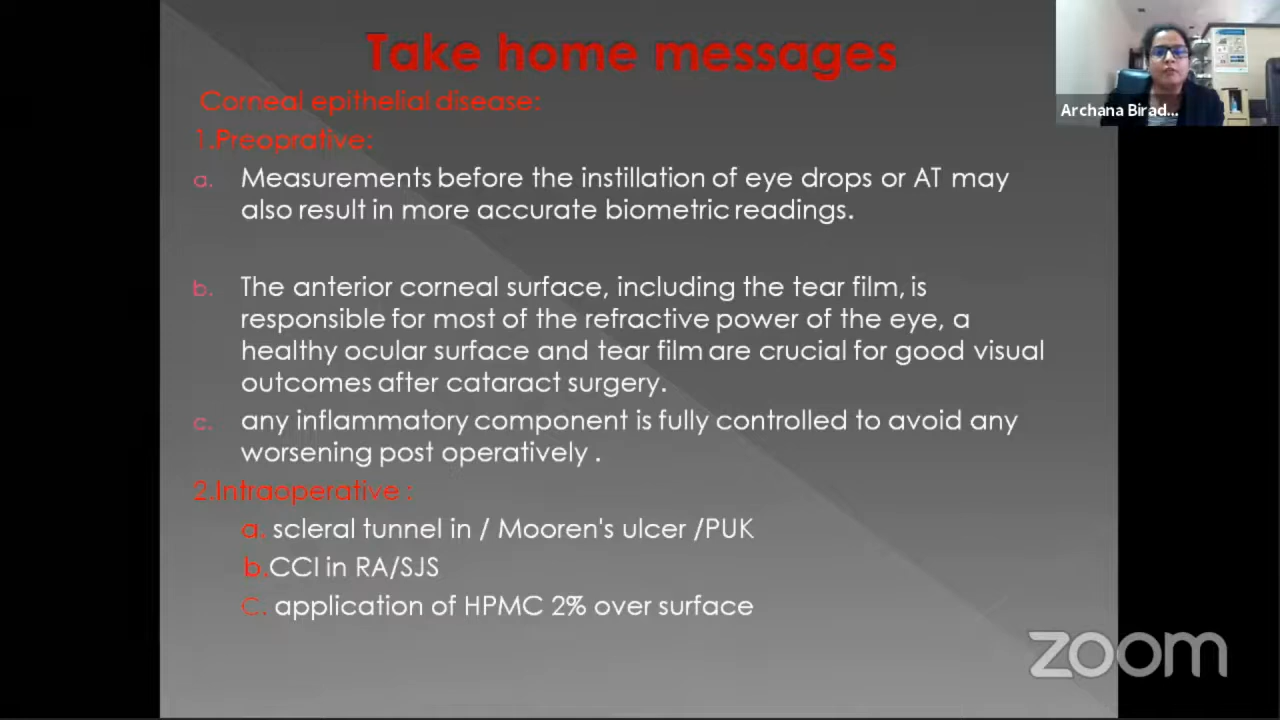 Take home messages
Corneal epithelial disease:
1.Preoprative:
a. Measurements before the instillation of eye drops or AT may
also result in more accurate biometric readings.
b. The anterior corneal surface, including the tear film, is
responsible for most of the refractive power of the eye, a
healthy ocular surface and tear film are crucial for good visual
outcomes after cataract surgery.
c. any inflammatory component is fully controlled to avoid any
worsening post operatively .
2.Intraoperative :
a. scleral tunnel in / Mooren's ulcer /PUK
b.CCI in RA/SJS
C. application of HPMC 2% over surface
Archana Birad...
zoom